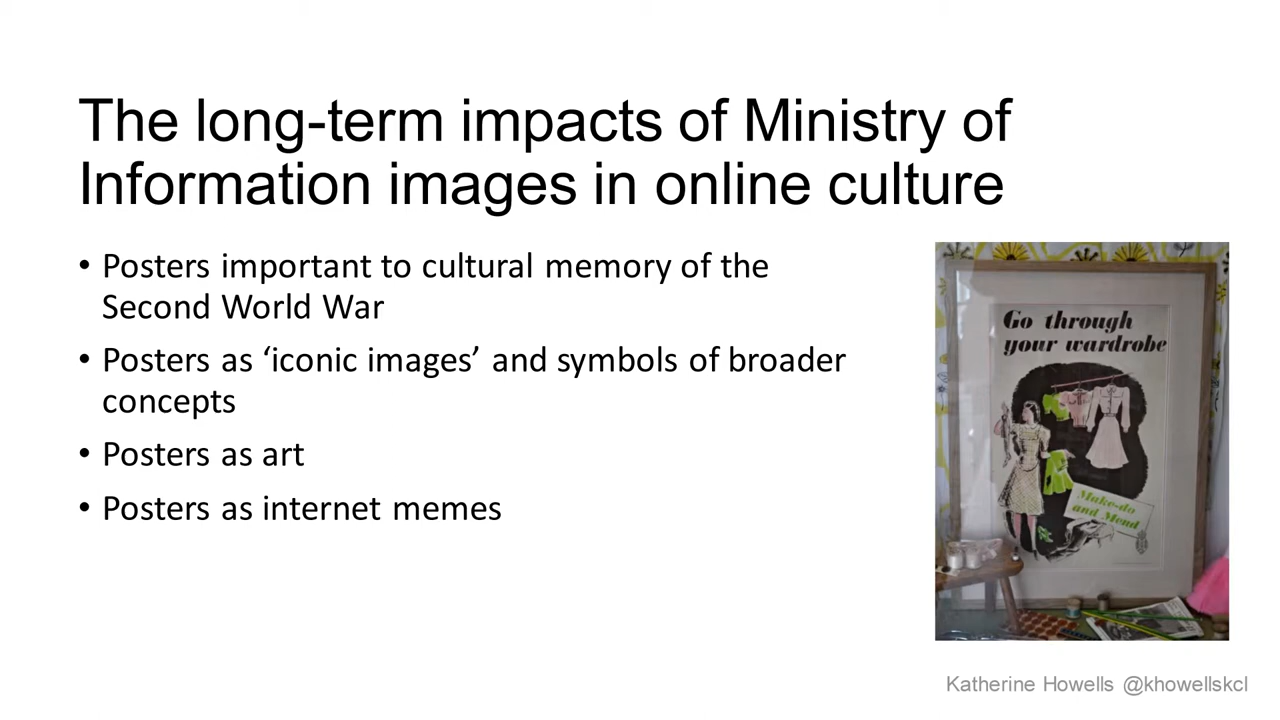 The long-term impacts of Ministry of
Information images in online culture
• Posters important to cultural memory of the
Second World War
• Posters as ‘iconic images’ and symbols of broader
concepts
• Posters as art
• Posters as internet memes
Go through
your wardrobe
Make-do
and Mend
Katherine Howells @khowellskcl